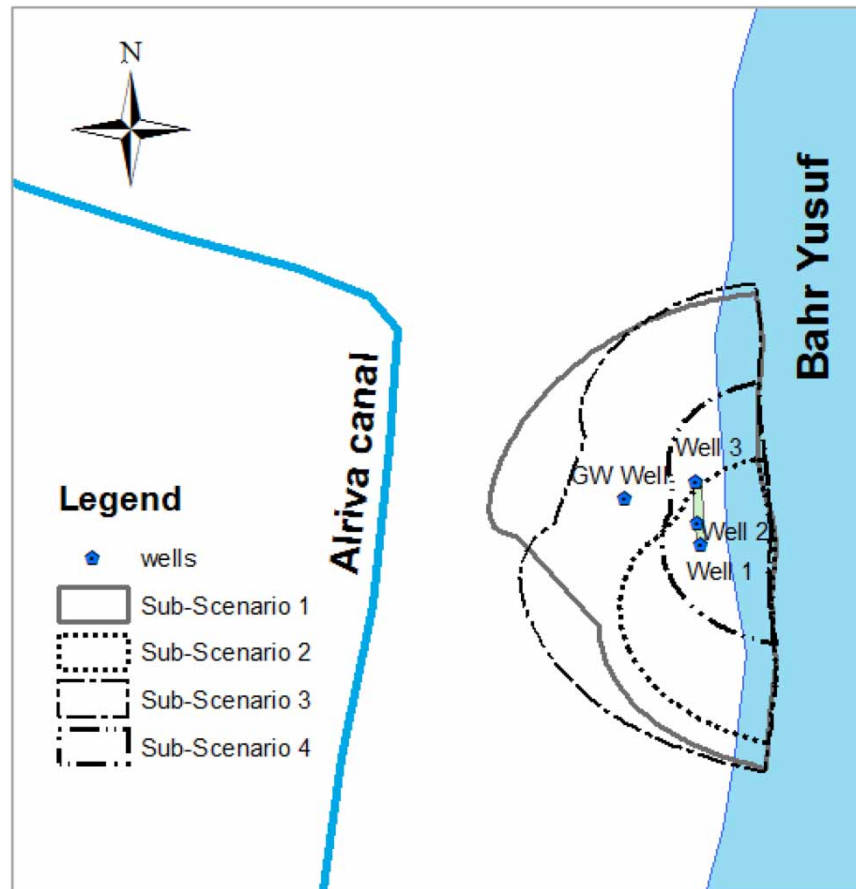 N
Bahr Yusuf
Alriva canal
Well 3
GW Well
Well 2
Well 1
Legend
wells
Sub-Scenario 1
Sub-Scenario 2
Sub-Scenario 3
Sub-Scenario 4